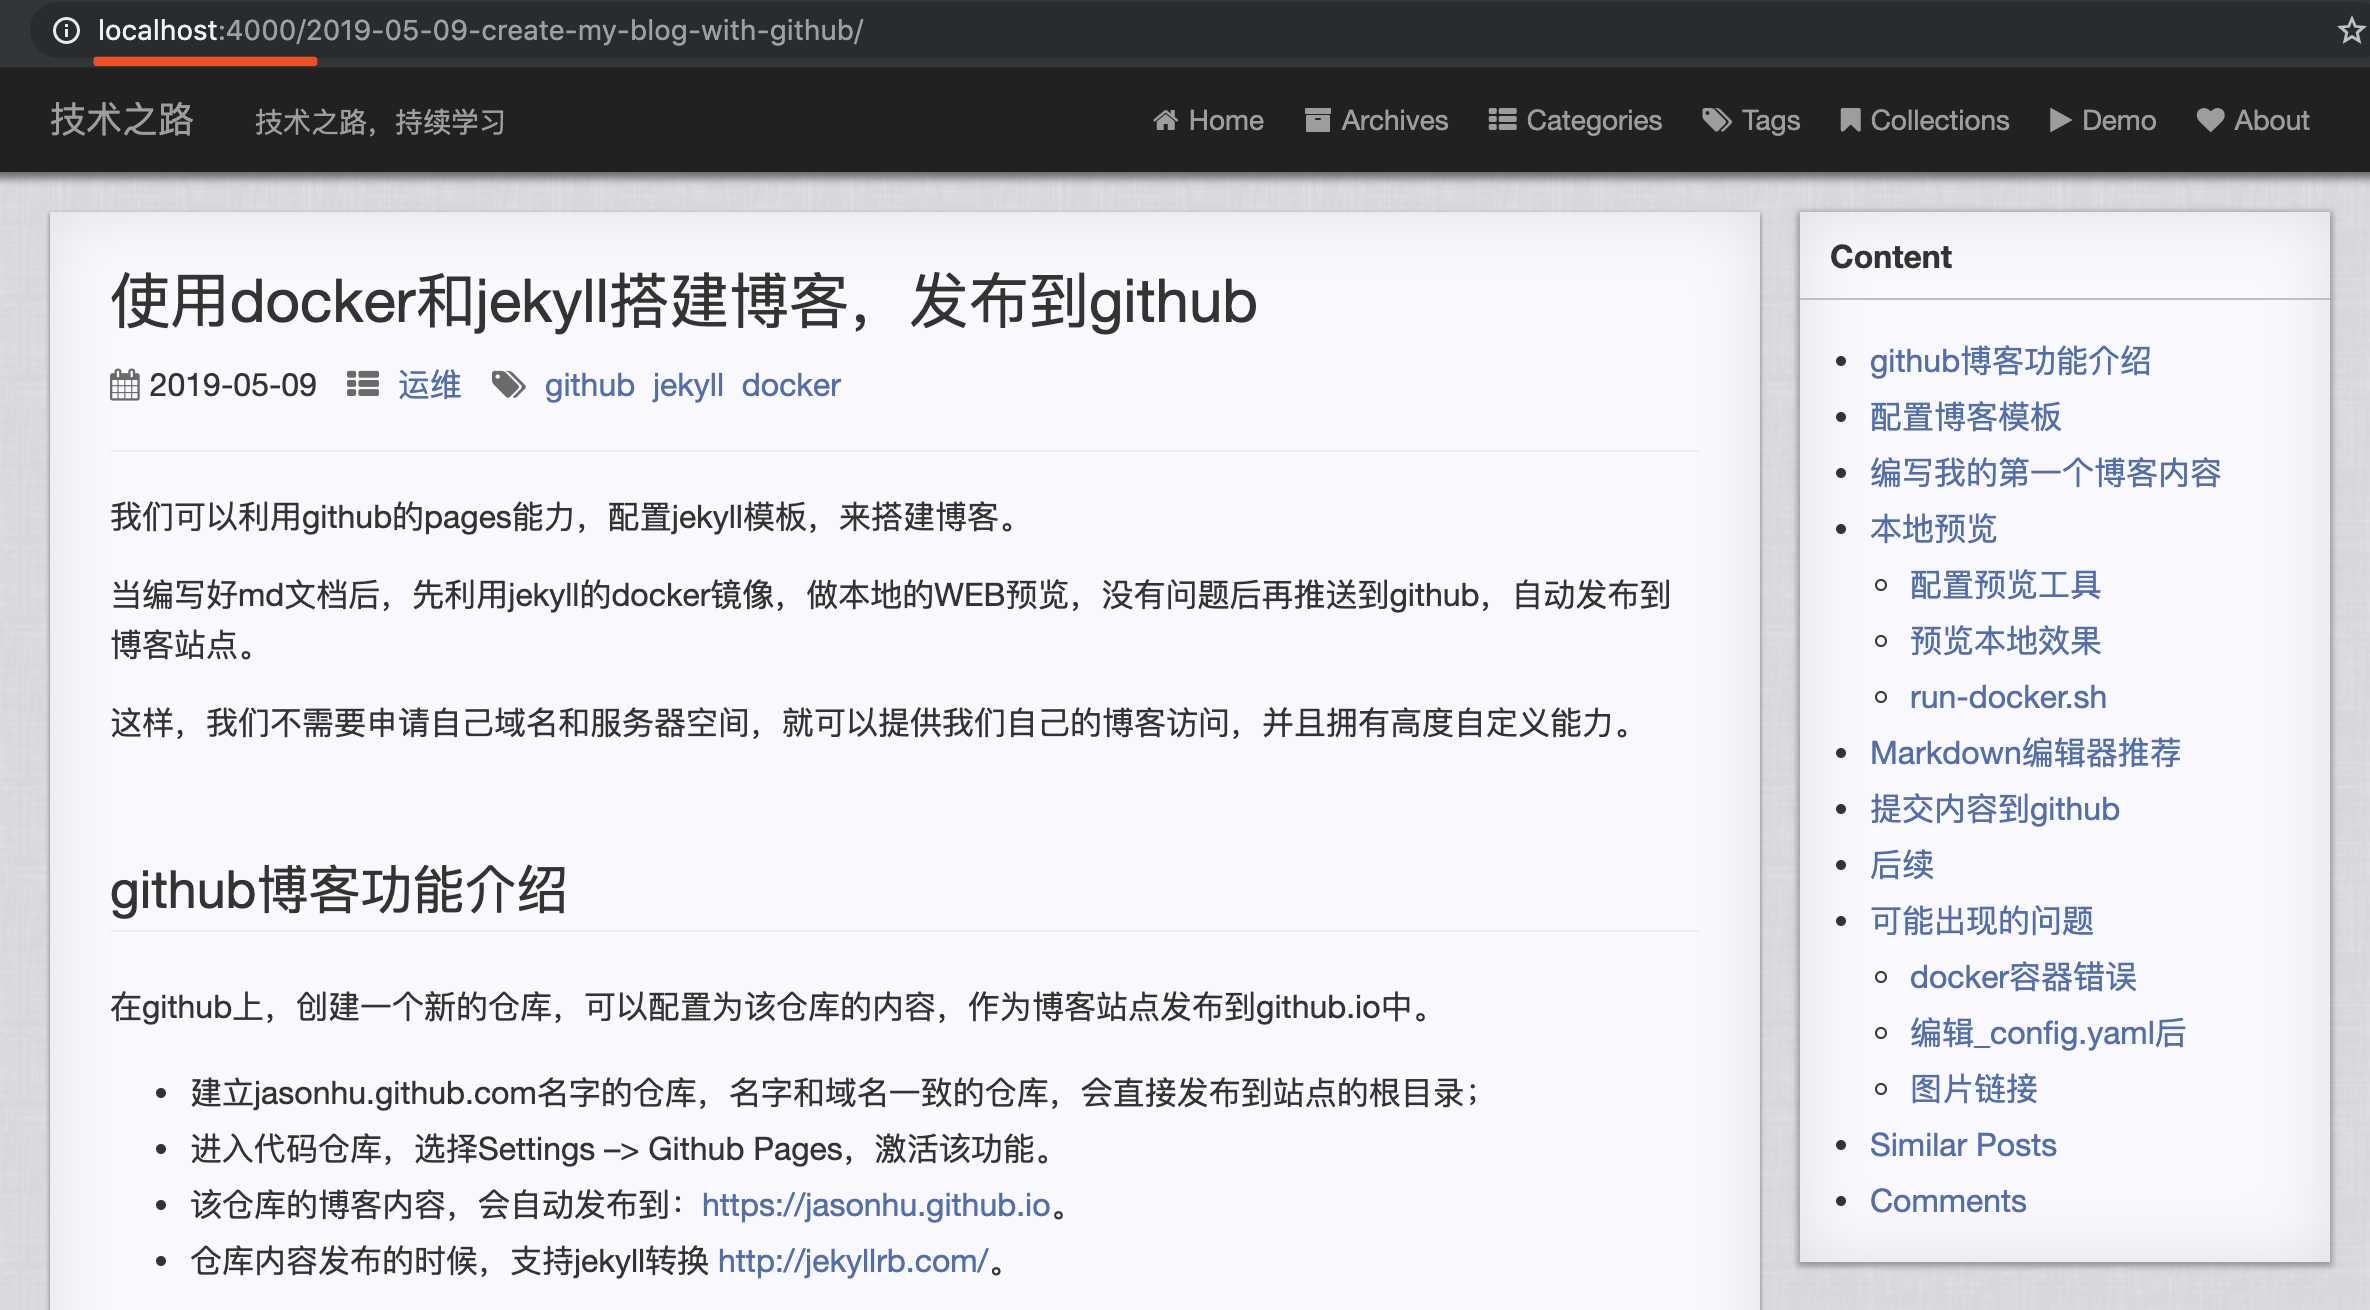 localhost:4000/2019-05-09-create-my-blog-with-github/
技术之路 技术之路，持续学习 Home Archives Categories Tags Collections Demo About
使用docker和jekyll搭建博客，发布到github
2019-05-09 运维 github jekyll docker
我们可以利用github的pages能力，配置jekyll模板，来搭建博客。
当编写好md文档后，先利用jekyll的docker镜像，做本地的WEB预览，没有问题后再推送到github，自动发布到
博客站点。
这样，我们不需要申请自己域名和服务器空间，就可以提供我们自己的博客访问，并且拥有高度自定义能力。
github博客功能介绍
在github上，创建一个新的仓库，可以配置为该仓库的内容，作为博客站点发布到github.io中。
• 建立jasonhu.github.com名字的仓库，名字和域名一致的仓库，会直接发布到站点的根目录；
• 进入代码仓库，选择Settings –> Github Pages，激活该功能。
• 该仓库的博客内容，会自动发布到：https://jasonhu.github.io。
• 仓库内容发布的时候，支持jekyll转换 http://jekyllrb.com/。
Content
• github博客功能介绍
• 配置博客模板
• 编写我的第一个博客内容
• 本地预览
◦ 配置预览工具
◦ 预览本地效果
◦ run-docker.sh
• Markdown编辑器推荐
• 提交内容到github
• 后续
• 可能出现的问题
◦ docker容器错误
◦ 编辑_config.yaml后
◦ 图片链接
• Similar Posts
• Comments